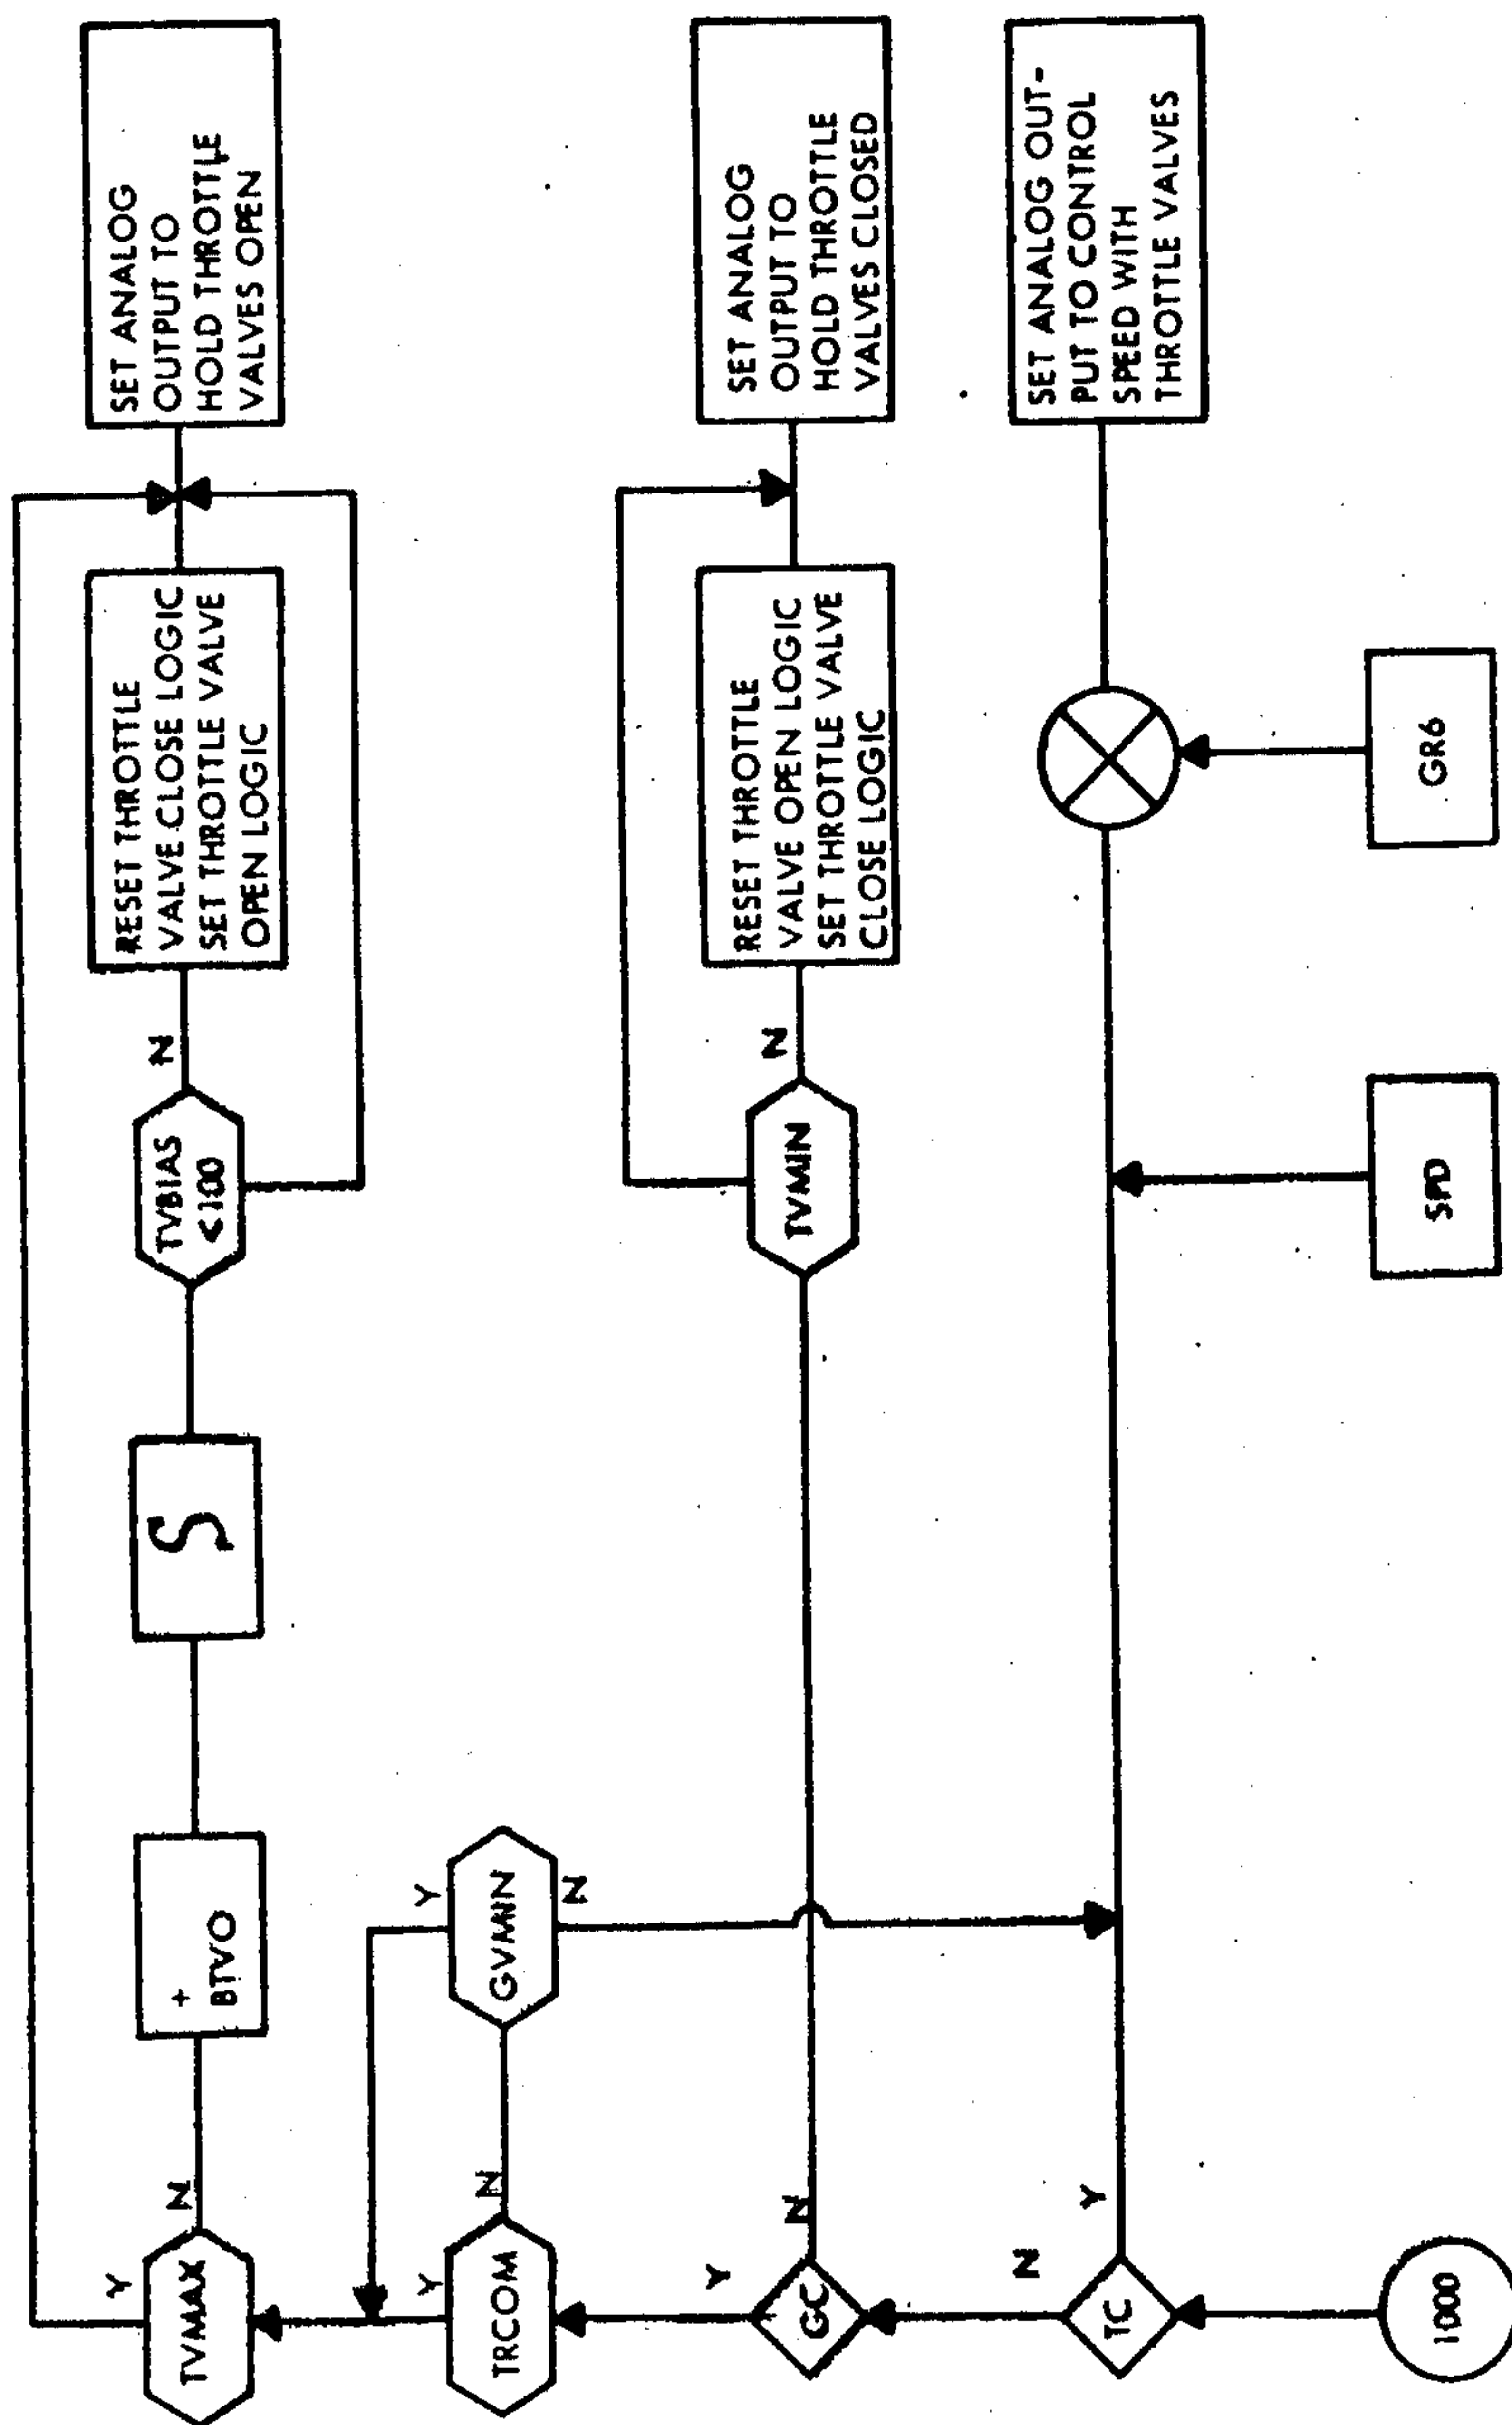 TVMAX
Y
N
+
BTVO
S
TVBIAS
<100
N
RESET THROTTLE
VALVE CLOSE LOGIC
SET THROTTLE VALVE
OPEN LOGIC
SET ANALOG
OUTPUT TO
HOLD THROTTLE
VALVES OPEN
TRCOM
Y
N
GVMIN
Y
N
GC
Y
N
TVMIN
N
RESET THROTTLE
VALVE OPEN LOGIC
SET THROTTLE VALVE
CLOSE LOGIC
SET ANALOG
OUTPUT TO
HOLD THROTTLE
VALVES CLOSED
TC
N
Y
SET ANALOG OUT-
PUT TO CONTROL
SPEED WITH
THROTTLE VALVES
1000
SPD
GR6